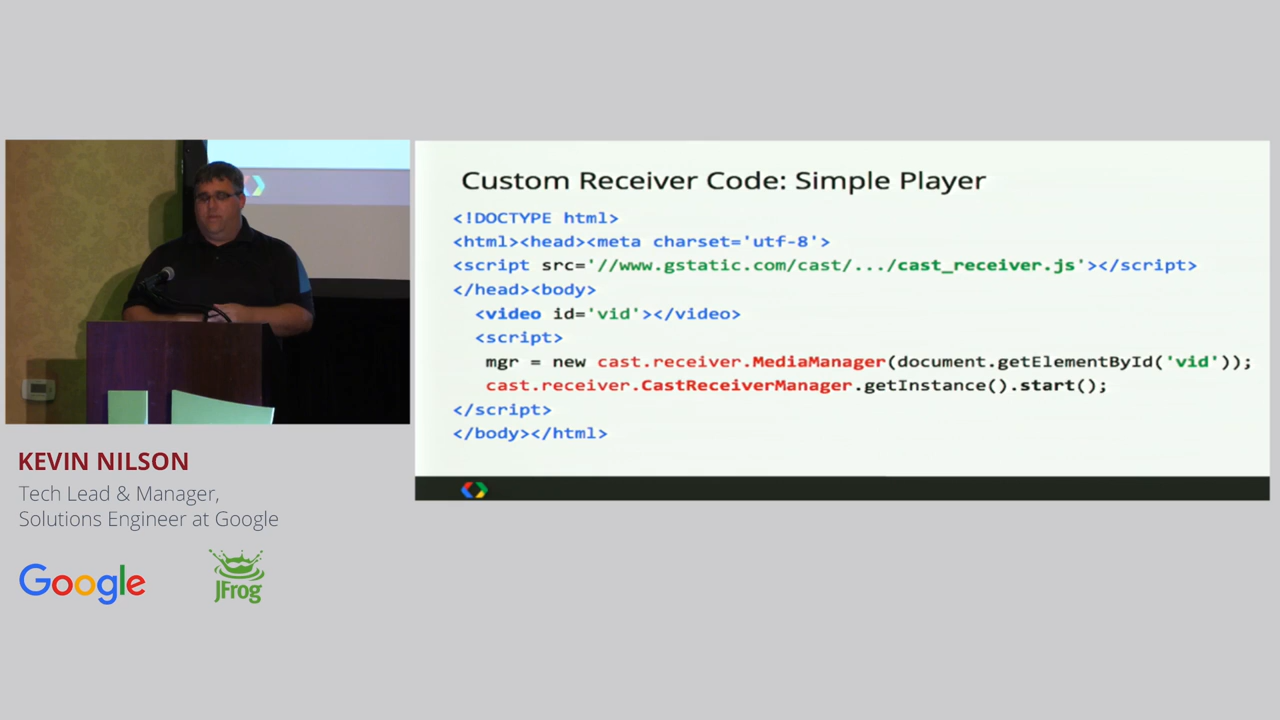 Custom Receiver Code: Simple Player
<!DOCTYPE html>
<html><head><meta charset='utf-8'>
<script src='//www.gstatic.com/cast/.../cast_receiver.js'></script>
</head><body>
<video id='vid'></video>
<script>
mgr = new cast.receiver.MediaManager(document.getElementById('vid'));
cast.receiver.CastReceiverManager.getInstance().start();
</script>
</body></html>
KEVIN NILSON
Tech Lead & Manager,
Solutions Engineer at Google
Google
JFrog